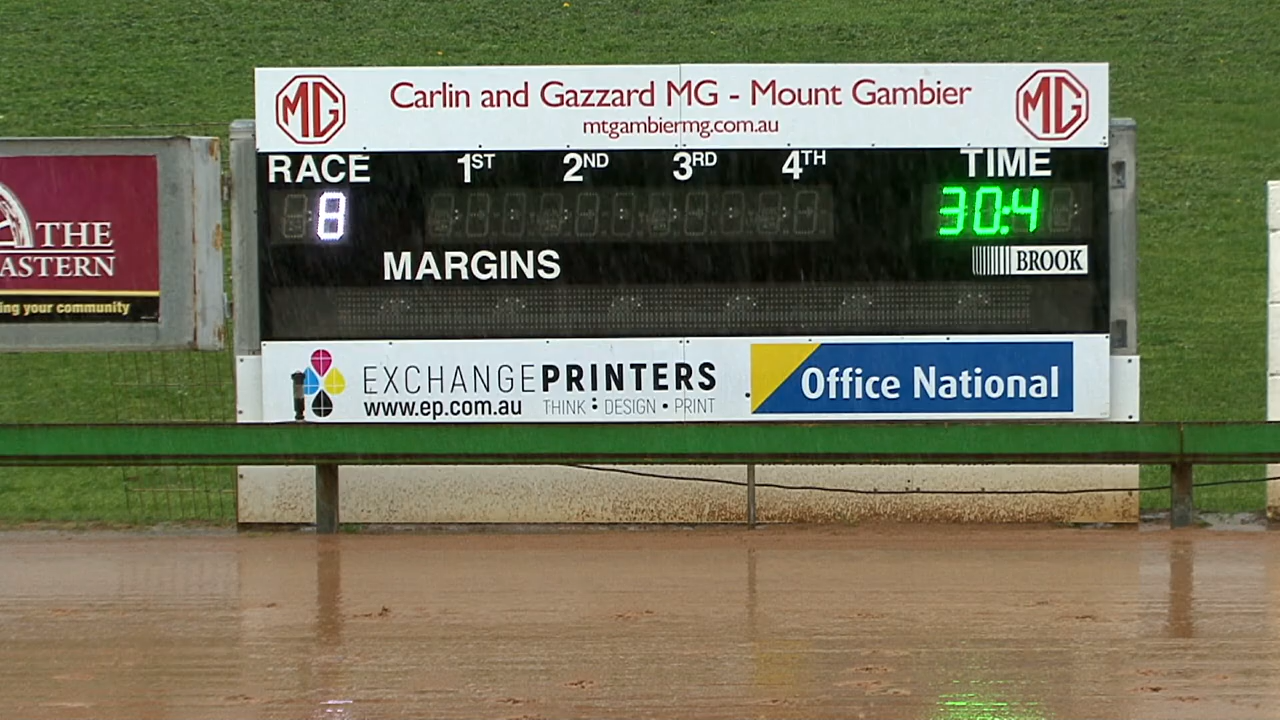 MG Carlin and Gazzard MG - Mount Gambier MG
mtgambiermg.com.au
RACE 1ST 2ND 3RD 4TH TIME
8 30:4
MARGINS BROOK
THE
ASTERN
ing your community
EXCHANGEPRINTERS
www.ep.com.au THINK : DESIGN • PRINT
Office National